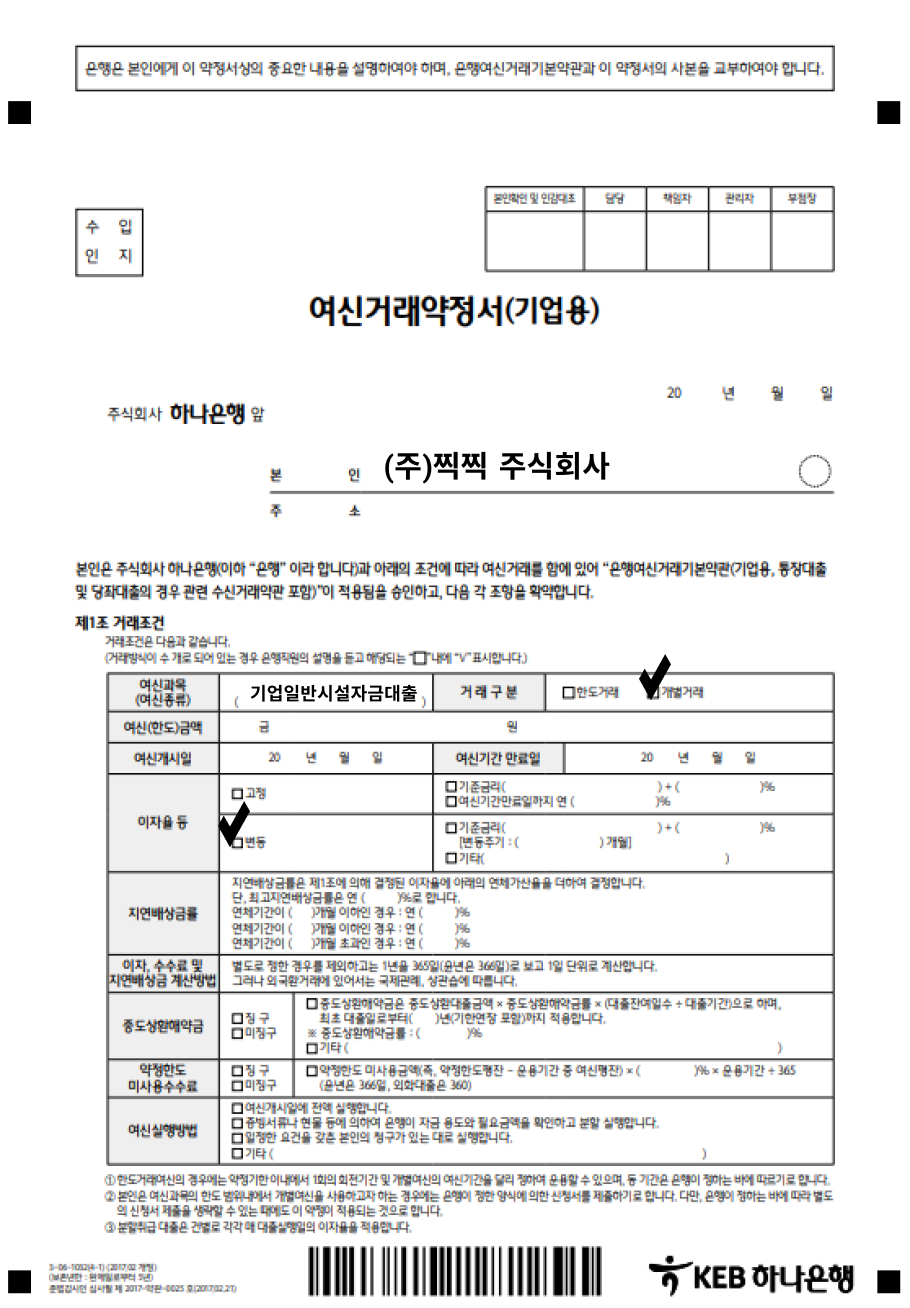 은행은 본인에게 이 약정서상의 중요한 내용을 설명하여야 하며, 은행여신거래기본약관과 이 약정서의 사본을 교부하여야 합니다.
본인확인 및 인감대조 담당 책임자 관리자 부점장
수 입
인 지
여신거래약정서(기업용)
20 년 월 일
주식회사 하나은행 앞
본 인 (주)찍찍 주식회사
주 소
본인은 주식회사 하나은행(이하 “은행” 이라 합니다)과 아래의 조건에 따라 여신거래를 함에 있어 “은행여신거래기본약관(기업용, 통장대출
및 당좌대출의 경우 관련 수신거래약관 포함)”이 적용됨을 승인하고, 다음 각 조항을 확약합니다.
제1조 거래조건
거래조건은 다음과 같습니다.
(거래방식이 수 개로 되어 있는 경우 은행직원의 설명을 듣고 해당되는 “□”내에 “V” 표시합니다.)
여신과목
(여신종류)
( 기업일반시설자금대출 )
거 래 구 분
□한도거래 ☑개별거래
여신(한도)금액 금 원
여신개시일 20 년 월 일 여신기간 만료일 20 년 월 일
이자율 등
□고정
□기준금리( ) + ( )%
□여신기간만료일까지 연 ( )%
☑변동
□기준금리( ) + ( )%
[변동주기 : ( ) 개월]
□기타( )
지연배상금률
지연배상금률은 제1조에 의해 결정된 이자율에 아래의 연체가산율을 더하여 결정합니다.
단, 최고지연배상금률은 연 ( )%로 합니다.
연체기간이 ( )개월 이하인 경우 : 연 ( )%
연체기간이 ( )개월 이하인 경우 : 연 ( )%
연체기간이 ( )개월 초과인 경우 : 연 ( )%
이자, 수수료 및
지연배상금 계산방법
별도로 정한 경우를 제외하고는 1년을 365일(윤년은 366일)로 보고 1일 단위로 계산합니다.
그러나 외국환거래에 있어서는 국제관례, 상관습에 따릅니다.
중도상환해약금
□징 구
□미징구
□중도상환해약금은 중도상환대출금액 × 중도상환해약금률 × (대출잔여일수 ÷ 대출기간)으로 하며,
최초 대출일로부터( )년(기한연장 포함)까지 적용합니다.
※ 중도상환해약금률 : ( )%
□기타 ( )
약정한도
미사용수수료
□징 구
□미징구
□약정한도 미사용금액(즉, 약정한도평잔 - 운용기간 중 여신평잔) × ( )% × 운용기간 ÷ 365
(윤년은 366일, 외화대출은 360)
여신실행방법
□여신개시일에 전액 실행합니다.
□증빙서류나 현물 등에 의하여 은행이 자금 용도와 필요금액을 확인하고 분할 실행합니다.
□일정한 요건을 갖춘 본인의 청구가 있는 대로 실행합니다.
□기타 ( )
① 한도거래여신의 경우에는 약정기한 이내에서 1회의 회전기간 및 개별여신의 여신기간을 달리 정하여 운용할 수 있으며, 동 기간은 은행이 정하는 바에 따르기로 합니다.
② 본인은 여신과목의 한도 범위내에서 개별여신을 사용하고자 하는 경우에는 은행이 정한 양식에 의한 신청서를 제출하기로 합니다. 다만, 은행이 정하는 바에 따라 별도
의 신청서 제출을 생략할 수 있는 때에도 이 약정이 적용되는 것으로 합니다.
③ 분할취급 대출은 건별로 각각 매 대출실행일의 이자율을 적용합니다.
3-06-1032(4-1) (2017.02 개정)
(보존년한 : 완제일로부터 5년)
준법감시인 심사필 제 2017-약관-0025 호(2017.02.21)
KEB 하나은행